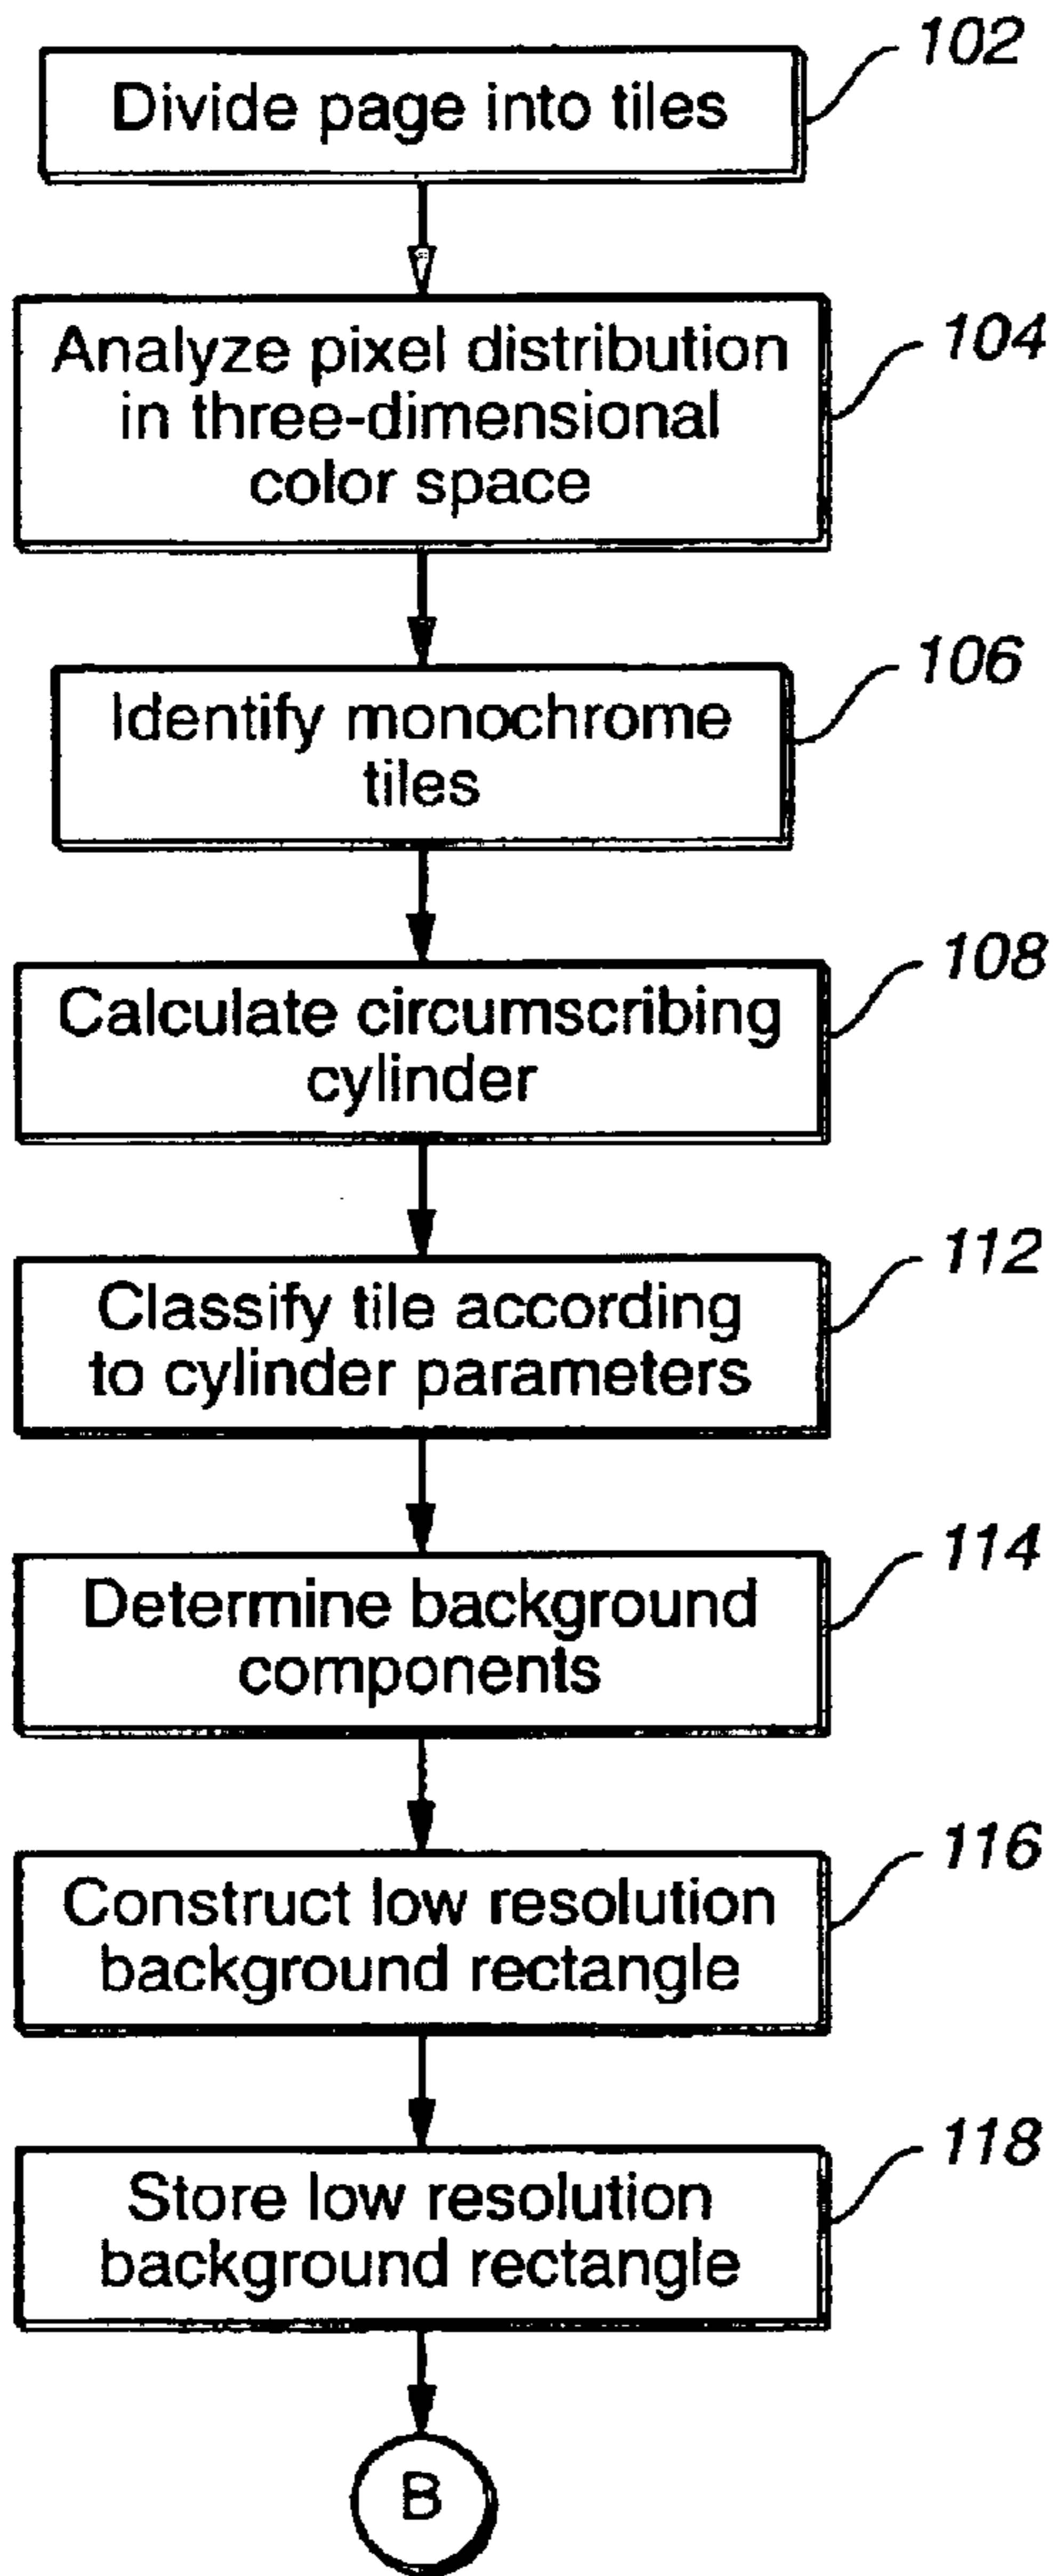 102
Divide page into tiles
104
Analyze pixel distribution
in three-dimensional
color space
106
Identify monochrome
tiles
108
Calculate circumscribing
cylinder
112
Classify tile according
to cylinder parameters
114
Determine background
components
116
Construct low resolution
background rectangle
118
Store low resolution
background rectangle
B